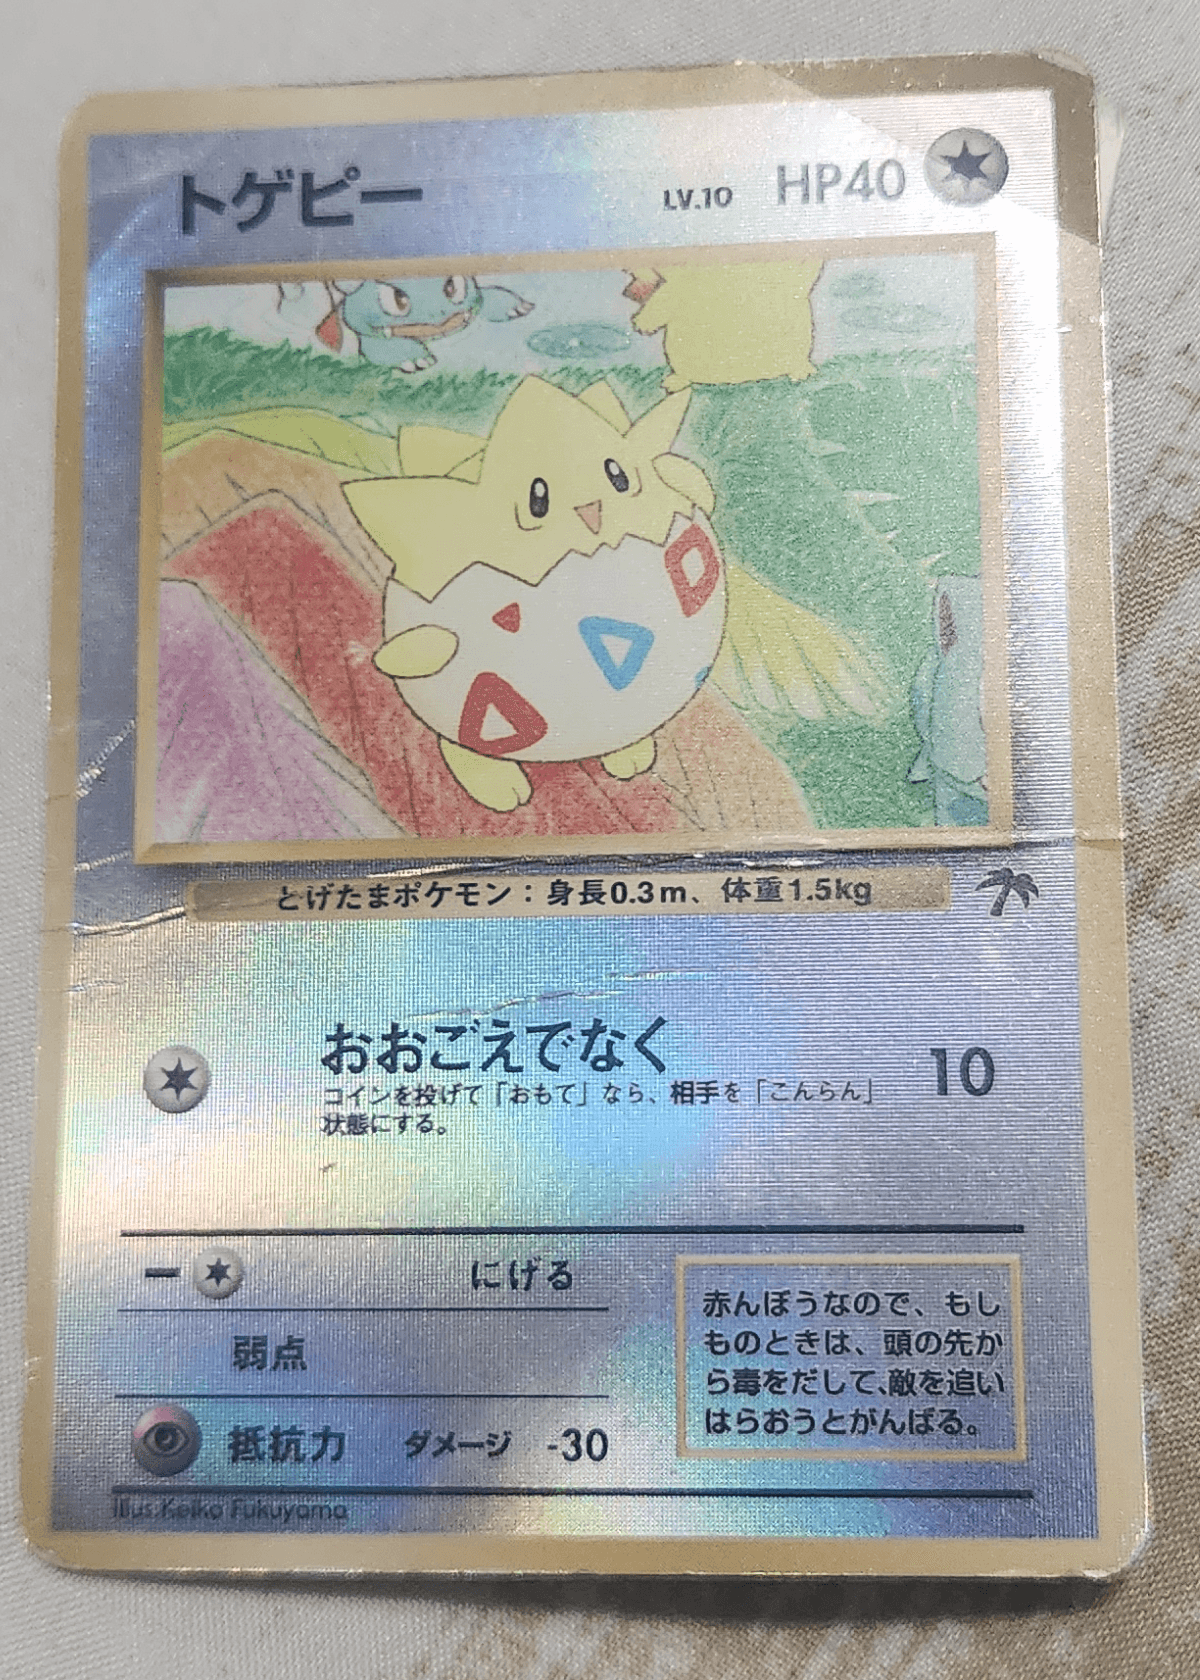 トゲピー LV.10 HP40
とげたまポケモン：身長0.3m、体重1.5kg
おおごえでなく 10
コインを投げて「おもて」なら、相手を「こんらん」
状態にする。
ー にげる
弱点
抵抗力 ダメージ -30
赤んぼうなので、もし
ものときは、頭の先か
ら毒をだして、敵を追い
はらおうとがんばる。
Illus.Keiko Fukuyama